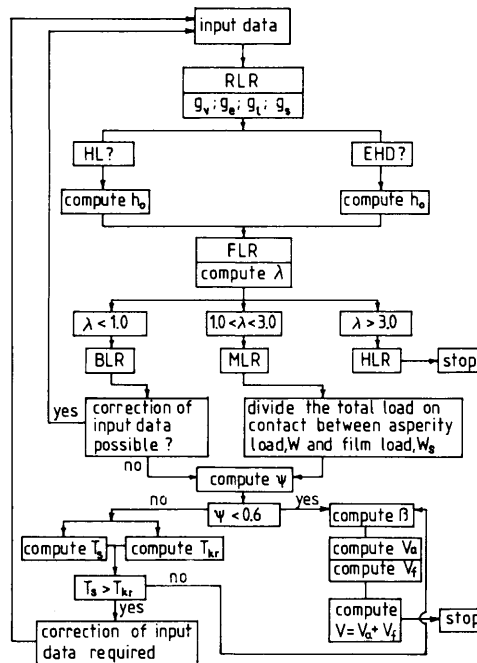 input data
RLR
g_v ; g_e ; g_l ; g_s
HL?
EHD?
compute h_o
compute h_o
FLR
compute λ
λ < 1.0
1.0<λ<3.0
λ > 3.0
BLR
MLR
HLR
stop
yes
correction of
input data
possible ?
divide the total load on
contact between asperity
load,W and film load,W_s
no
compute Ψ
no
Ψ < 0.6
yes
compute β
compute T_s
compute T_kr
compute V_a
compute V_f
T_s > T_kr
no
yes
compute
V=V_a + V_f
stop
correction of input
data required